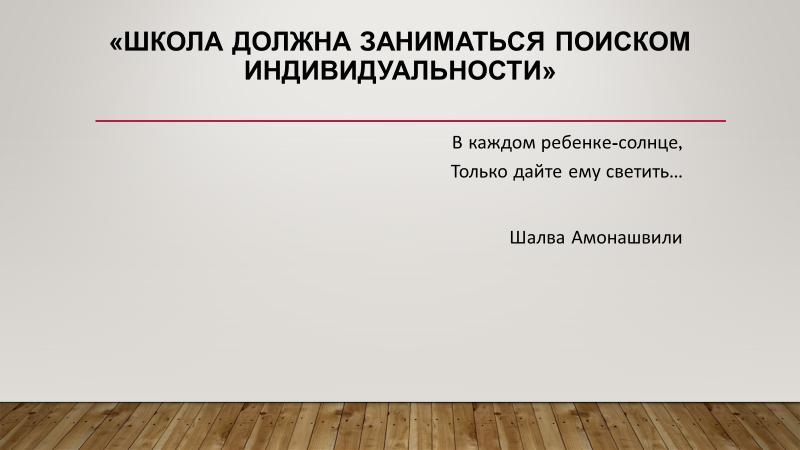 «ШКОЛА ДОЛЖНА ЗАНИМАТЬСЯ ПОИСКОМ
ИНДИВИДУАЛЬНОСТИ»
В каждом ребенке-солнце,
Только дайте ему светить…
Шалва Амонашвили